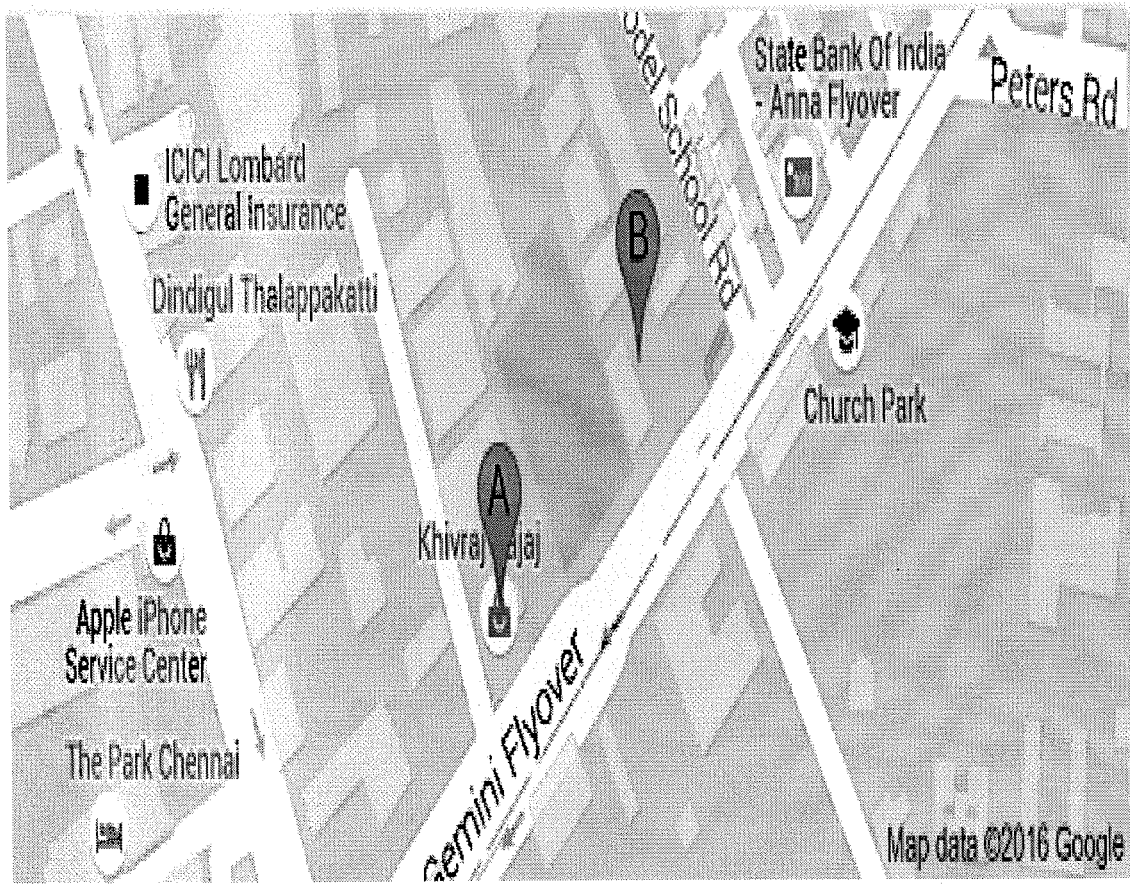 State Bank Of India
- Anna Flyover
Peters Rd
odel School Rd
ICICI Lombard
General Insurance
Dindigul Thalappakatti
B
Church Park
A
Khivraj Bajaj
Apple iPhone
Service Center
The Park Chennai
Gemini Flyover
Map data ©2016 Google